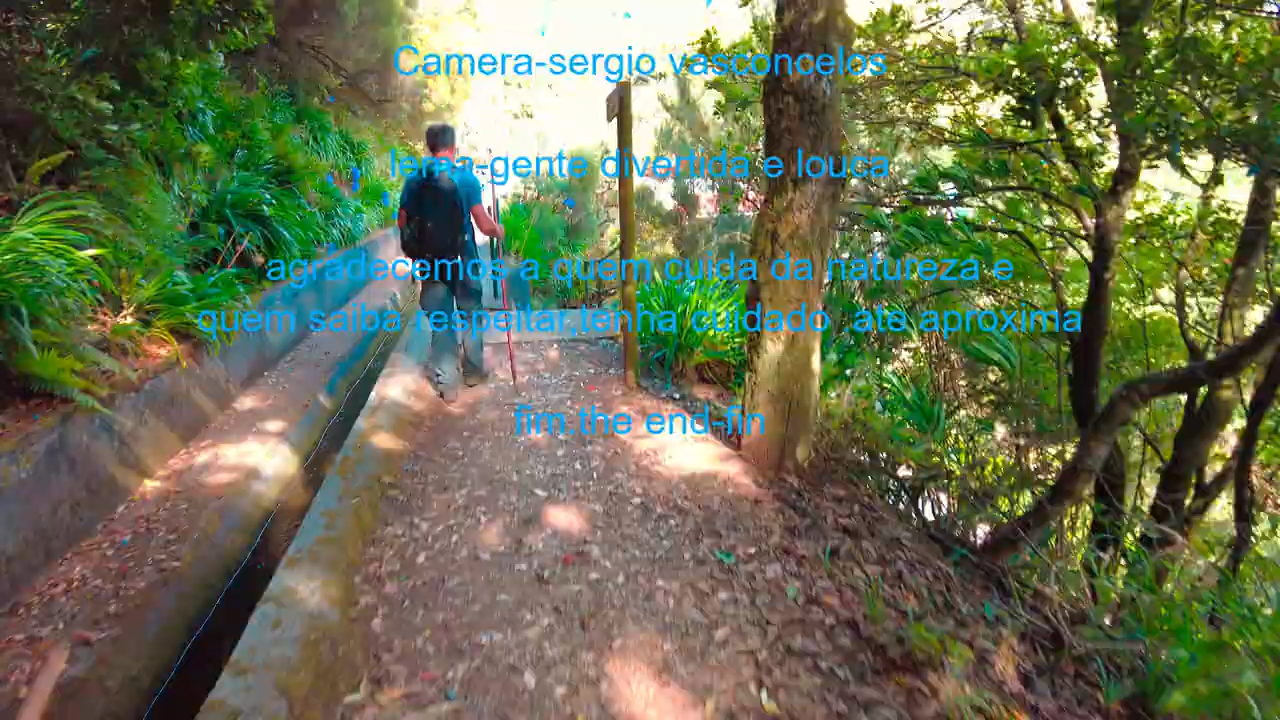 Camera-sergio vasconcelos
lema-gente divertida e louca
agradecemos a quem cuida da natureza e
quem saiba respeitar,tenha cuidado ,ate aproxima
fim.the end-fin